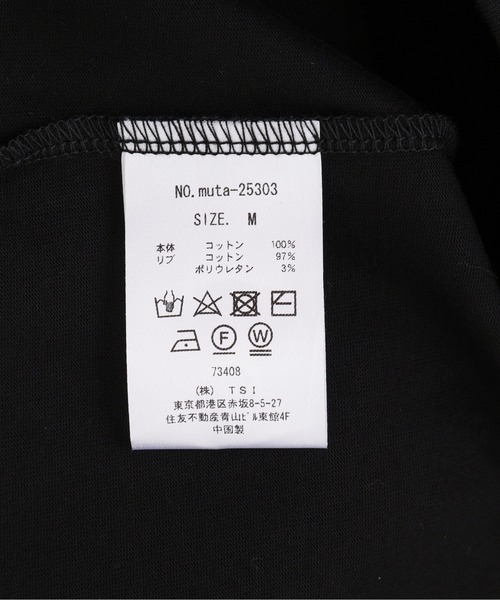 NO.muta-25303
SIZE. M
本体 コットン 100%
リブ コットン 97%
ポリウレタン 3%
F W
73408
(株) TSI
東京都港区赤坂8-5-27
住友不動産青山ﾋﾞﾙ東館4F
中国製